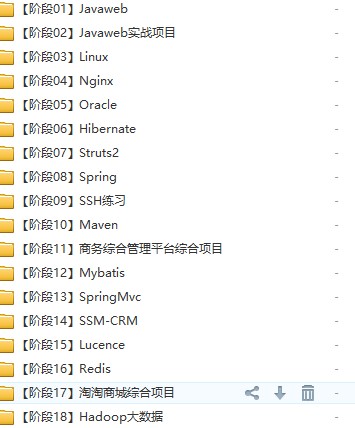 【阶段01】Javaweb
【阶段02】Javaweb实战项目
【阶段03】Linux
【阶段04】Nginx
【阶段05】Oracle
【阶段06】Hibernate
【阶段07】Struts2
【阶段08】Spring
【阶段09】SSH练习
【阶段10】Maven
【阶段11】商务综合管理平台综合项目
【阶段12】Mybatis
【阶段13】SpringMvc
【阶段14】SSM-CRM
【阶段15】Lucence
【阶段16】Redis
【阶段17】淘淘商城综合项目
【阶段18】Hadoop大数据